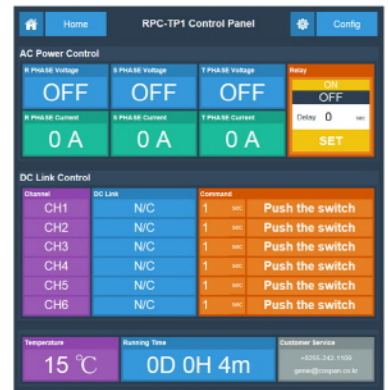 Home RPC-TP1 Control Panel Config
AC Power Control
R PHASE Voltage S PHASE Voltage T PHASE Voltage Relay
OFF OFF OFF ON
OFF
R PHASE Current S PHASE Current T PHASE Current Delay 0 sec
0 A 0 A 0 A SET
DC Link Control
Channel DC Link Command
CH1 N/C 1 sec Push the switch
CH2 N/C 1 sec Push the switch
CH3 N/C 1 sec Push the switch
CH4 N/C 1 sec Push the switch
CH5 N/C 1 sec Push the switch
CH6 N/C 1 sec Push the switch
Temperature Running Time Customer Service
15 ℃ 0D 0H 4m